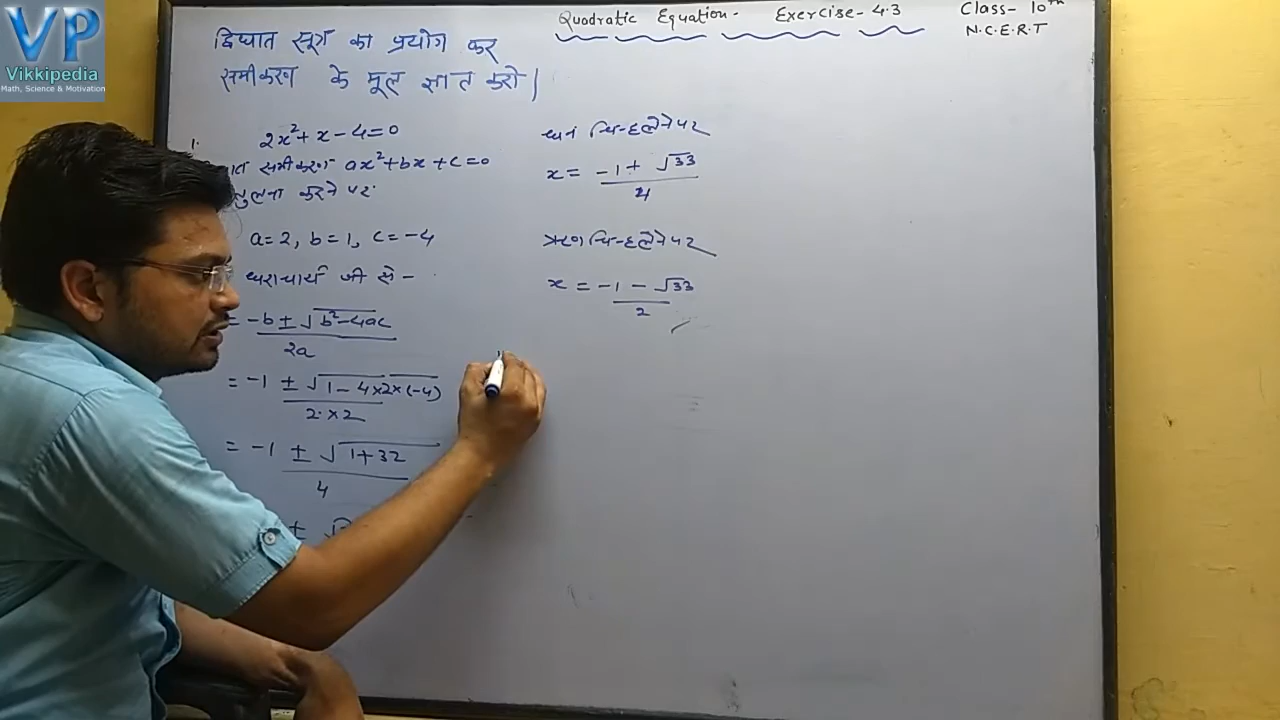 VP
Vikkipedia
Math, Science & Motivation
Quadratic Equation- Exercise-4.3
Class- 10th
N.C.E.R.T
द्विघात सूत्र का प्रयोग कर
समीकरण के मूल ज्ञात करो।
1. 2x²+x-4=0
समीकरण ax²+bx+c=0
तुलना करने पर
a=2, b=1, c=-4
धराचार्य जी से -
= -b ± √b²-4ac
2a
= -1 ± √1-4×2×(-4)
2×2
= -1 ± √1+32
4
± √
धन चिन्ह लेने पर
x = -1 + √33
4
ऋण चिन्ह लेने पर
x = -1 - √33
2